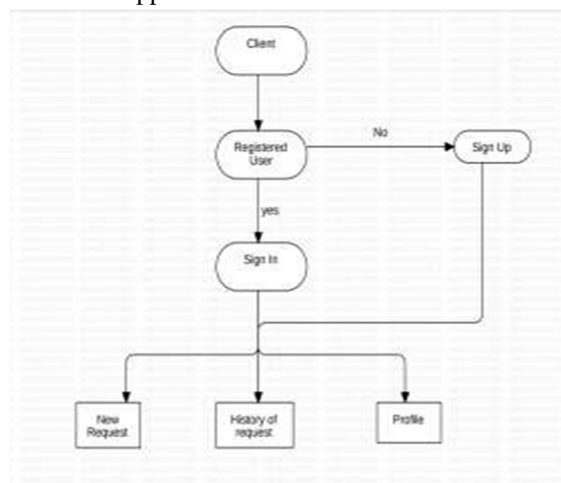 Client
Registered
User
No
Sign Up
yes
Sign In
New
Request
History of
request
Profile